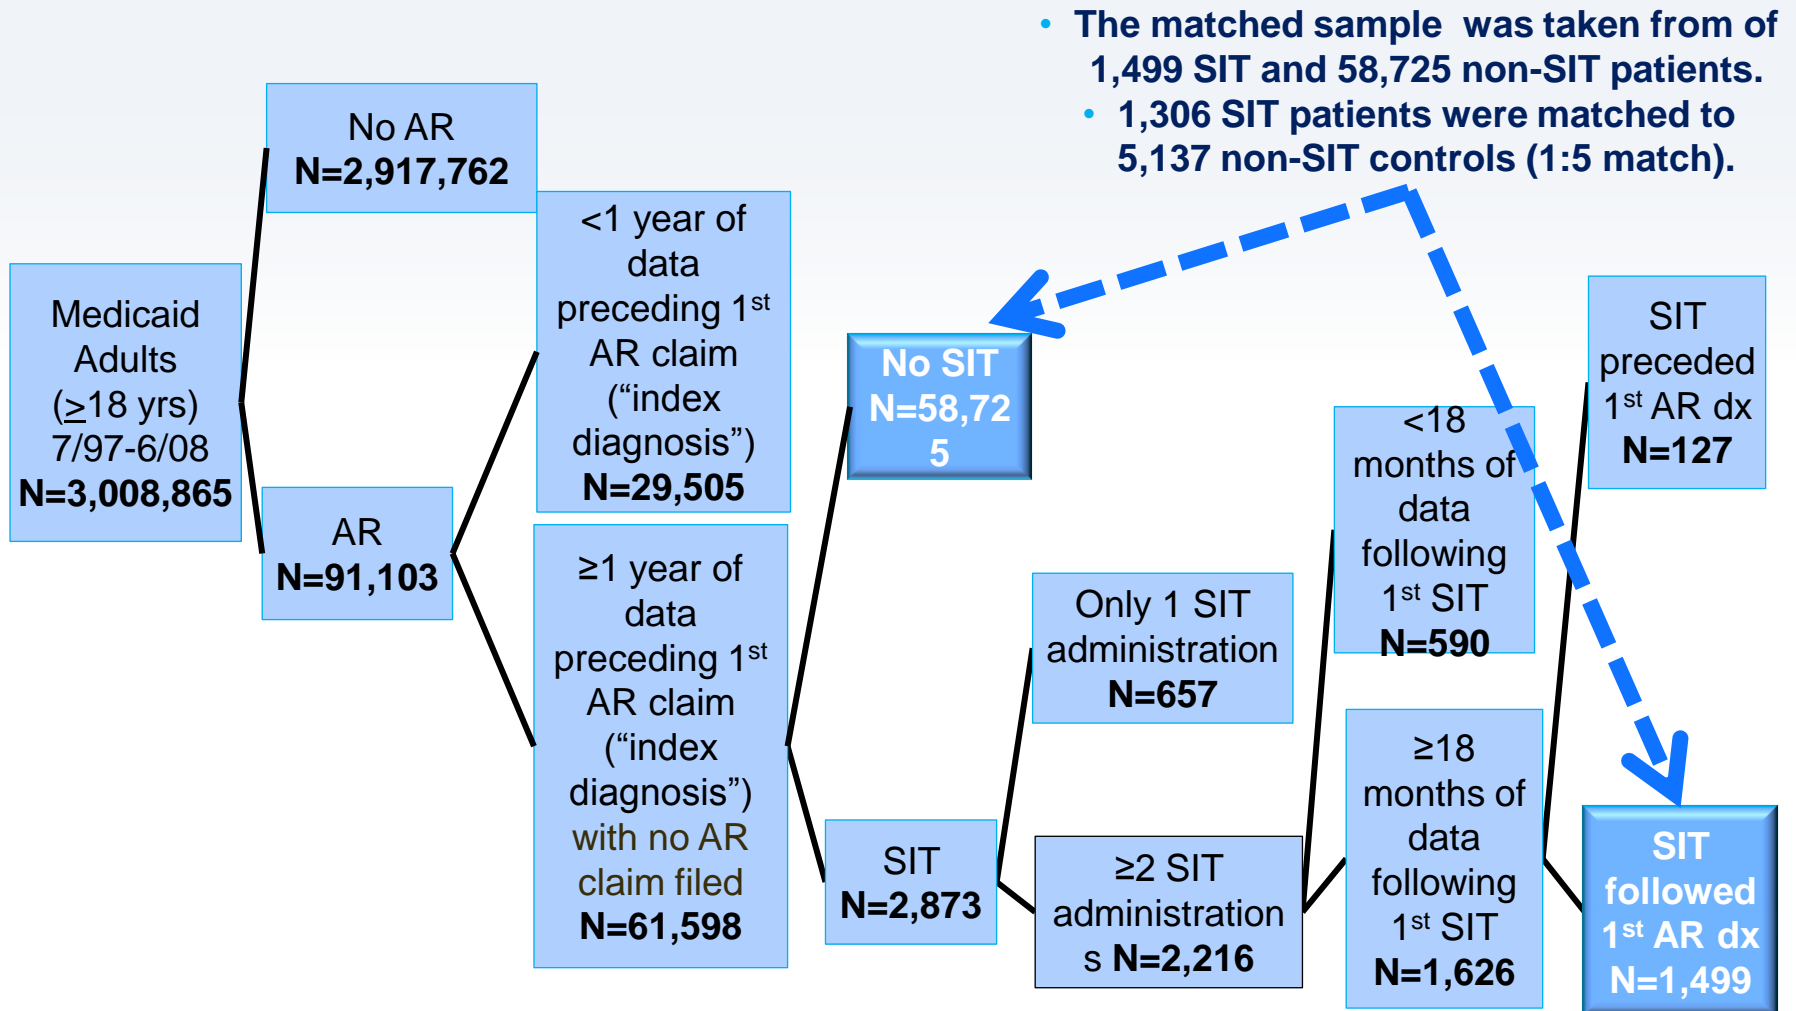 • The matched sample was taken from of
1,499 SIT and 58,725 non-SIT patients.
• 1,306 SIT patients were matched to
5,137 non-SIT controls (1:5 match).
Medicaid
Adults
(≥18 yrs)
7/97-6/08
N=3,008,865
No AR
N=2,917,762
AR
N=91,103
<1 year of
data
preceding 1st
AR claim
(“index
diagnosis”)
N=29,505
≥1 year of
data
preceding 1st
AR claim
(“index
diagnosis”)
with no AR
claim filed
N=61,598
No SIT
N=58,72
5
SIT
N=2,873
Only 1 SIT
administration
N=657
≥2 SIT
administration
s N=2,216
<18
months of
data
following
1st SIT
N=590
≥18
months of
data
following
1st SIT
N=1,626
SIT
preceded
1st AR dx
N=127
SIT
followed
1st AR dx
N=1,499